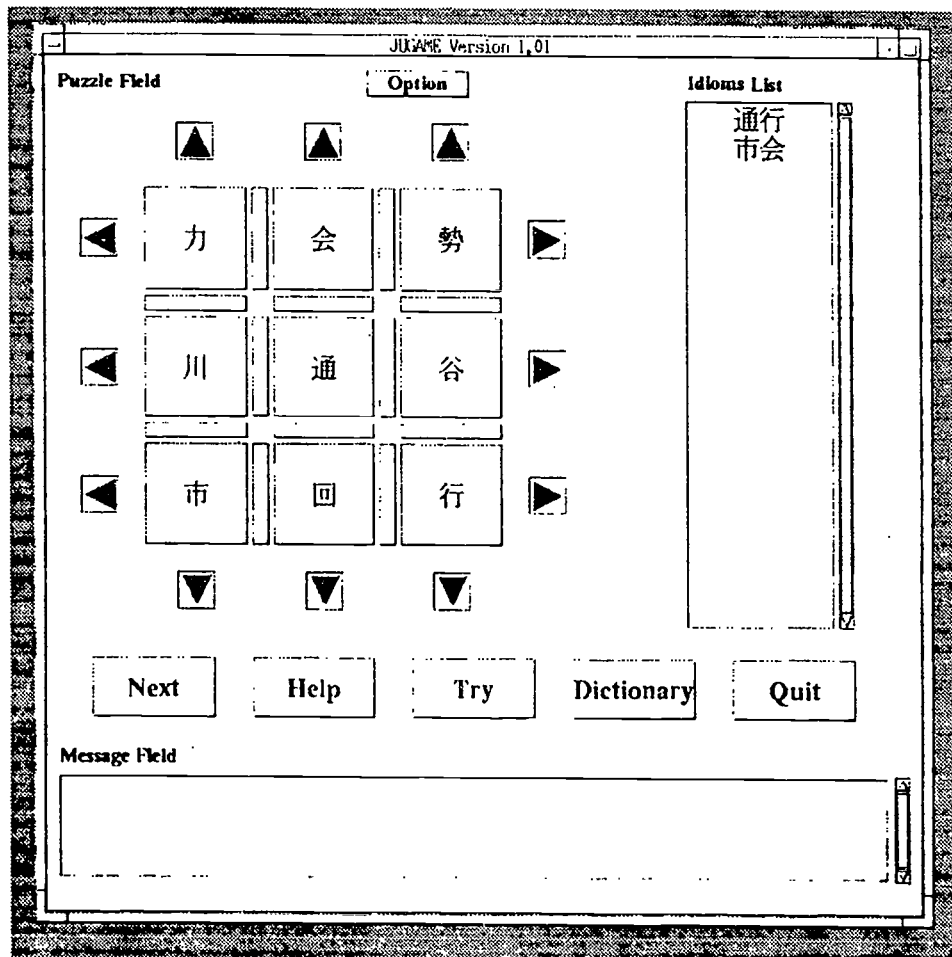 JUGAME Version 1.01
Puzzle Field
Option
Idioms List
通行
市会
力 会 勢
川 通 谷
市 回 行
Next Help Try Dictionary Quit
Message Field